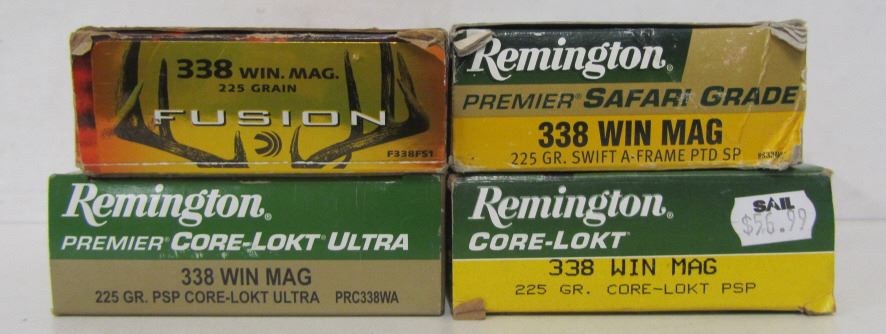 338 WIN. MAG.
225 GRAIN
FUSION
F338FS1
Remington®
PREMIER® SAFARI GRADE
338 WIN MAG
225 GR. SWIFT A-FRAME PTD SP
Remington®
PREMIER® CORE-LOKT® ULTRA
338 WIN MAG
225 GR. PSP CORE-LOKT ULTRA PRC338WA
Remington®
CORE-LOKT®
338 WIN MAG
225 GR. CORE-LOKT PSP
SAIL
$56.99